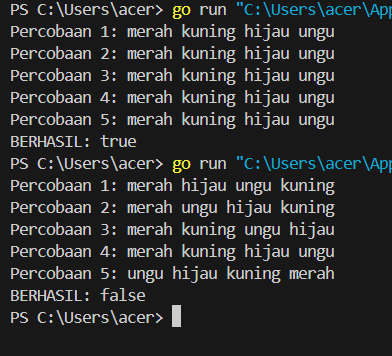 PS C:\Users\acer> go run "C:\Users\acer\App
Percobaan 1: merah kuning hijau ungu
Percobaan 2: merah kuning hijau ungu
Percobaan 3: merah kuning hijau ungu
Percobaan 4: merah kuning hijau ungu
Percobaan 5: merah kuning hijau ungu
BERHASIL: true
PS C:\Users\acer> go run "C:\Users\acer\App
Percobaan 1: merah hijau ungu kuning
Percobaan 2: merah ungu hijau kuning
Percobaan 3: merah kuning ungu hijau
Percobaan 4: merah kuning hijau ungu
Percobaan 5: ungu hijau kuning merah
BERHASIL: false
PS C:\Users\acer>